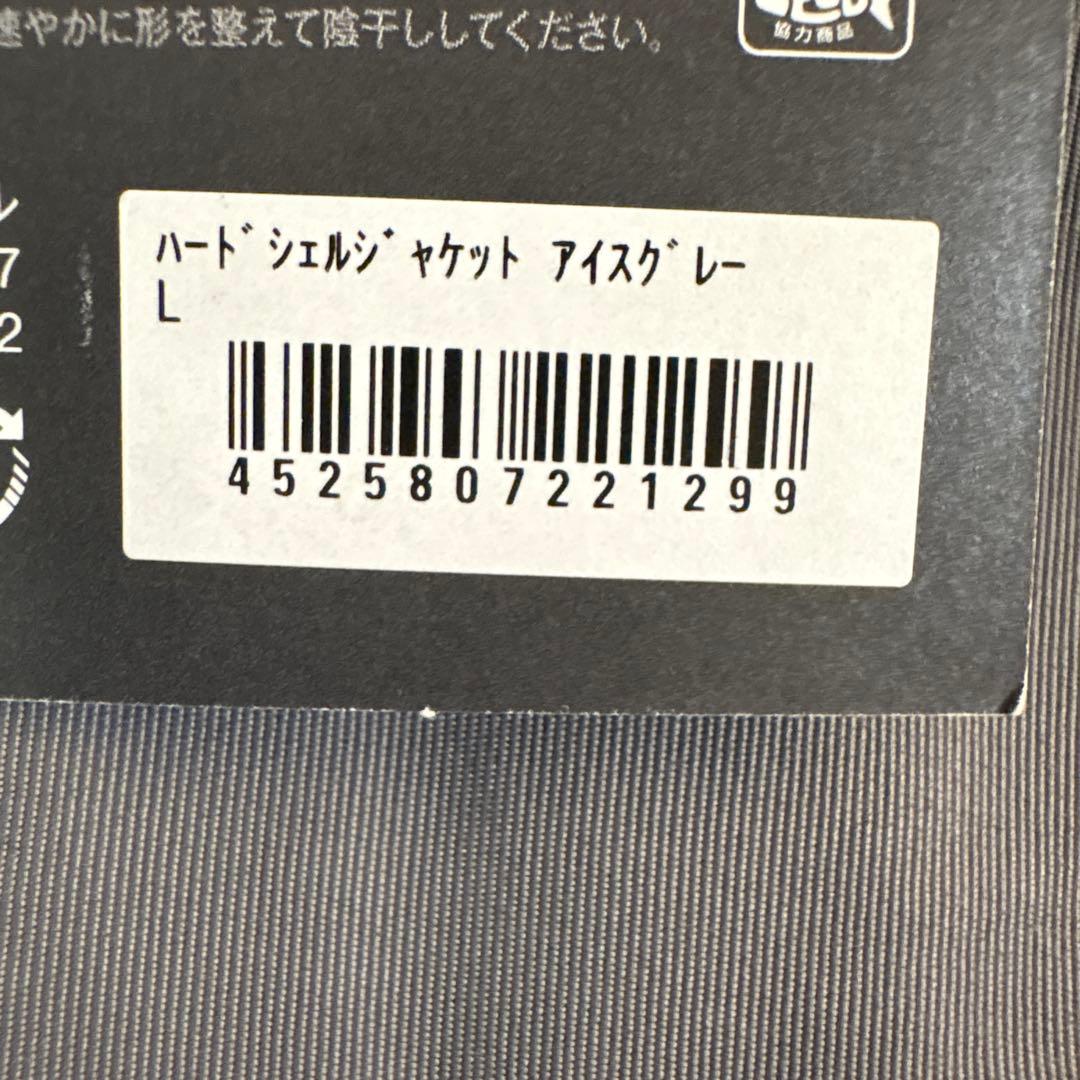 速やかに形を整えて陰干ししてください。
協力商品
7
2
ﾊｰﾄﾞｼｪﾙｼﾞｬｹｯﾄ ｱｲｽｸﾞﾚｰ
L
4525807221299